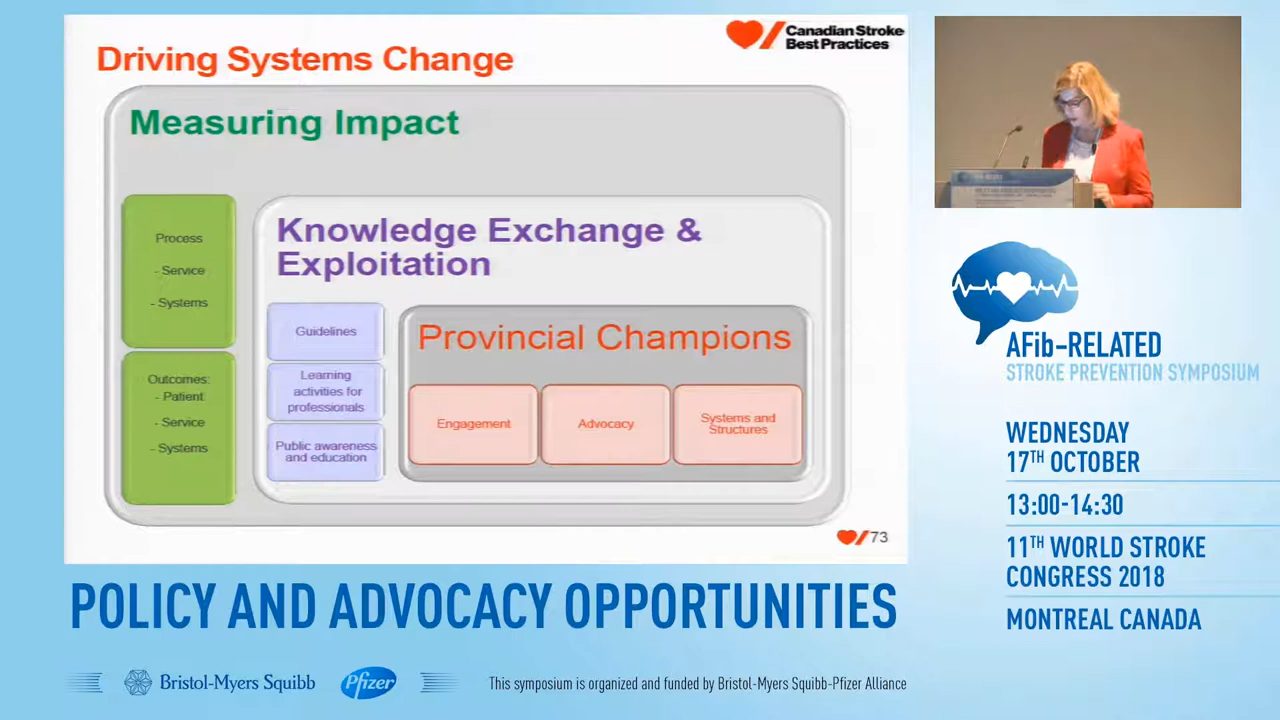 Canadian Stroke
Best Practices
Driving Systems Change
Measuring Impact
Process
- Service
- Systems
Outcomes:
- Patient
- Service
- Systems
Knowledge Exchange &
Exploitation
Guidelines
Learning
activities for
professionals
Public awareness
and education
Provincial Champions
Engagement
Advocacy
Systems and
Structures
73
AFib-RELATED
STROKE PREVENTION SYMPOSIUM
WEDNESDAY
17TH OCTOBER
13:00-14:30
11TH WORLD STROKE
CONGRESS 2018
MONTREAL CANADA
POLICY AND ADVOCACY OPPORTUNITIES
Bristol-Myers Squibb
Pfizer
This symposium is organized and funded by Bristol-Myers Squibb-Pfizer Alliance